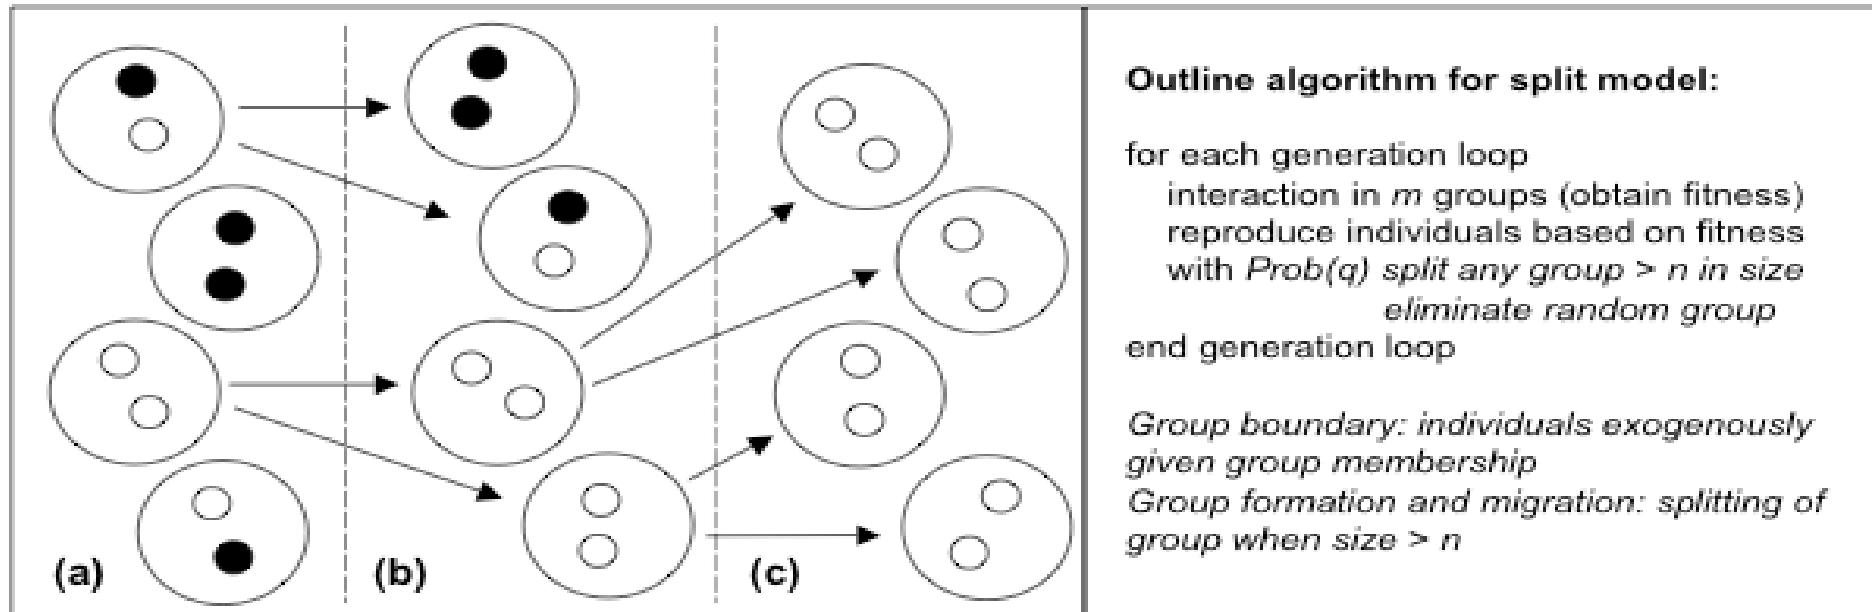 (a)
(b)
(c)
Outline algorithm for split model:
for each generation loop
interaction in m groups (obtain fitness)
reproduce individuals based on fitness
with Prob(q) split any group > n in size
eliminate random group
end generation loop
Group boundary: individuals exogenously
given group membership
Group formation and migration: splitting of
group when size > n